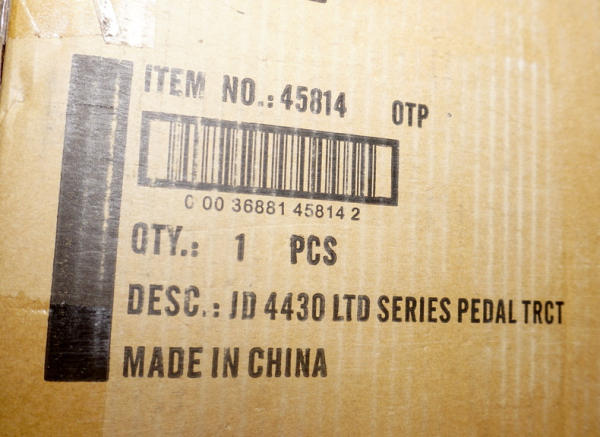 ITEM NO.: 45814 OTP
0 00 36881 45814 2
QTY.: 1 PCS
DESC.: JD 4430 LTD SERIES PEDAL TRCT
MADE IN CHINA